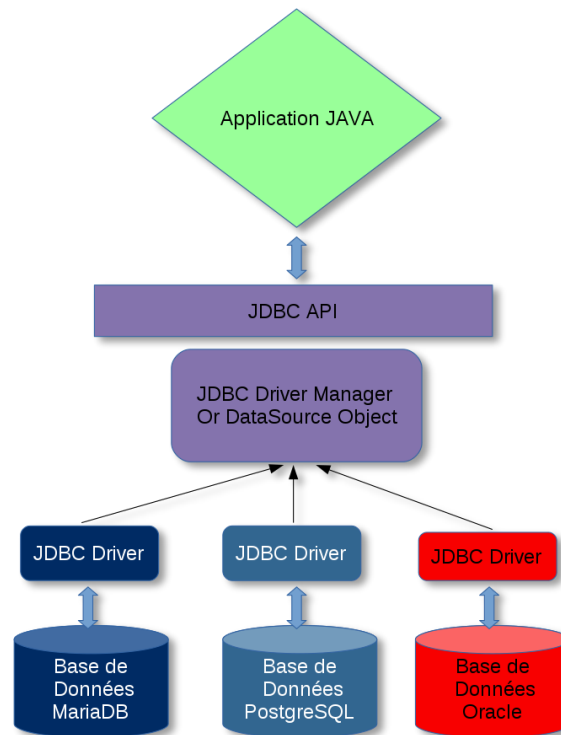 Application JAVA
JDBC API
JDBC Driver Manager
Or DataSource Object
JDBC Driver
JDBC Driver
JDBC Driver
Base de
Données
MariaDB
Base de
Données
PostgreSQL
Base de
Données
Oracle